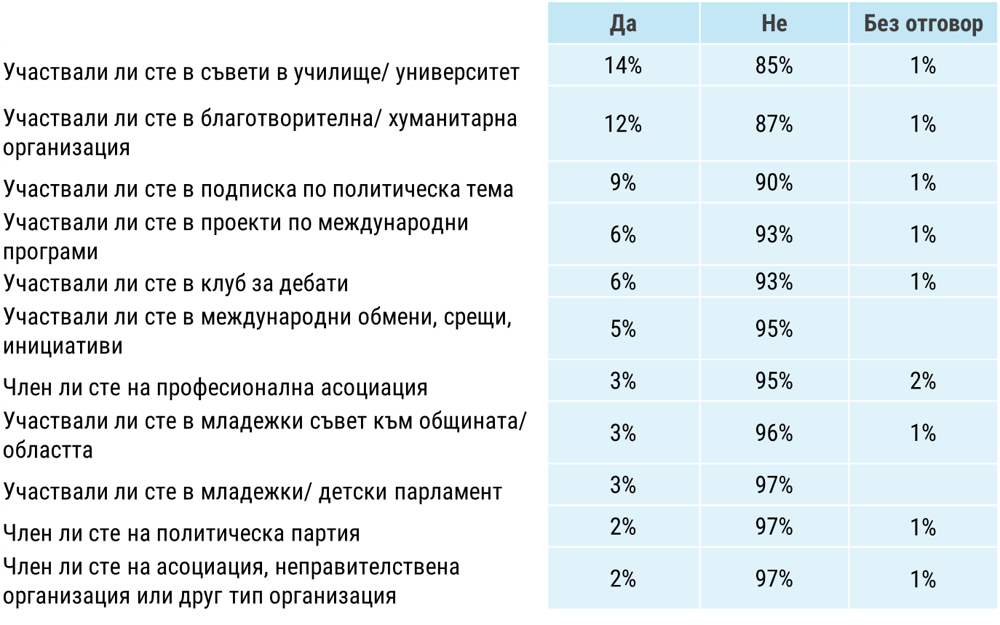 Да Не Без отговор
Участвали ли сте в съвети в училище/ университет 14% 85% 1%
Участвали ли сте в благотворителна/ хуманитарна
организация 12% 87% 1%
Участвали ли сте в подписка по политическа тема 9% 90% 1%
Участвали ли сте в проекти по международни
програми 6% 93% 1%
Участвали ли сте в клуб за дебати 6% 93% 1%
Участвали ли сте в международни обмени, срещи,
инициативи 5% 95%
Член ли сте на професионална асоциация 3% 95% 2%
Участвали ли сте в младежки съвет към общината/
областта 3% 96% 1%
Участвали ли сте в младежки/ детски парламент 3% 97%
Член ли сте на политическа партия 2% 97% 1%
Член ли сте на асоциация, неправителствена
организация или друг тип организация 2% 97% 1%